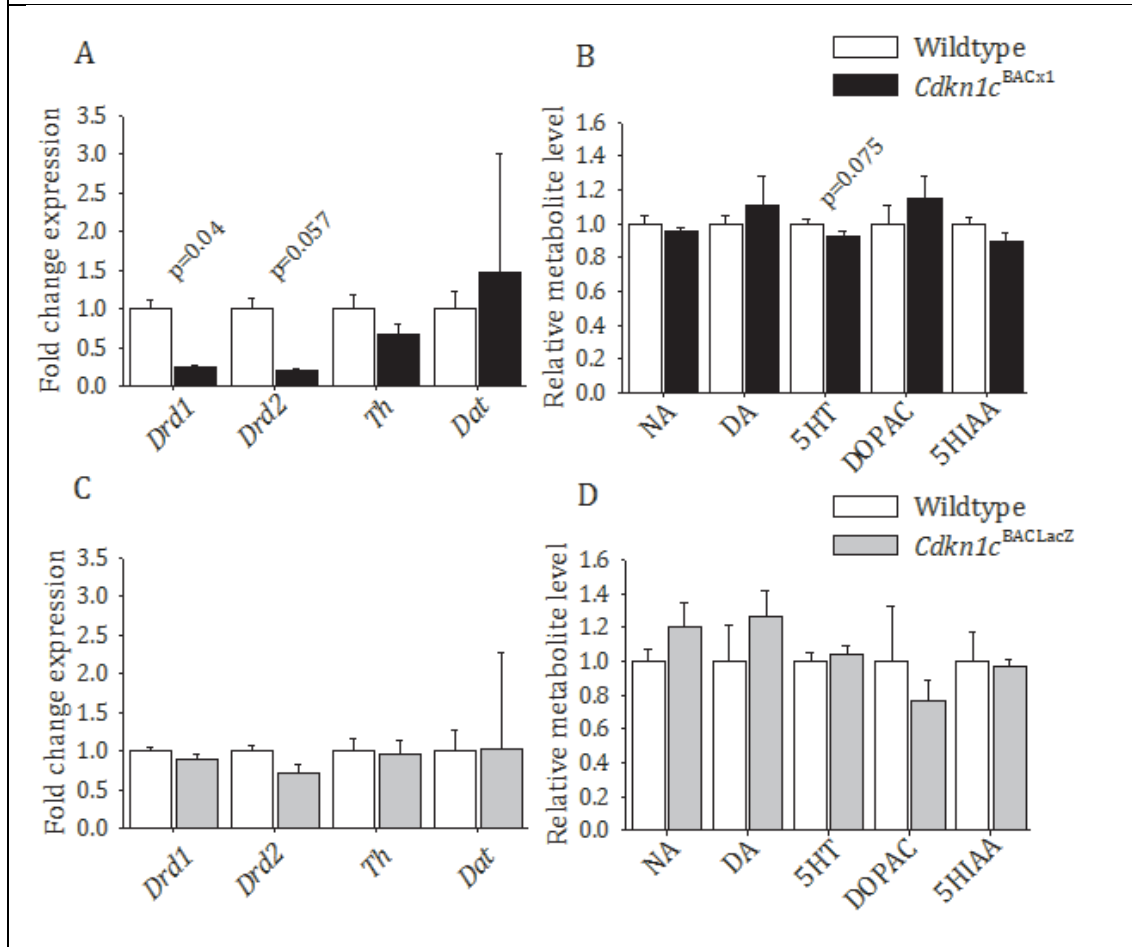 A
Fold change expression
3.5
3.0
2.5
2.0
1.5
1.0
0.5
0.0
p=0.04
p=0.057
Drd1
Drd2
Th
Dat
B
Wildtype
Cdkn1c^BACx1
Relative metabolite level
1.6
1.4
1.2
1.0
0.8
0.6
0.4
0.2
0.0
p=0.075
NA
DA
5HT
DOPAC
5HIAA
C
Fold change expression
3.5
3.0
2.5
2.0
1.5
1.0
0.5
0.0
Drd1
Drd2
Th
Dat
D
Wildtype
Cdkn1c^BACLacZ
Relative metabolite level
1.6
1.4
1.2
1.0
0.8
0.6
0.4
0.2
0.0
NA
DA
5HT
DOPAC
5HIAA